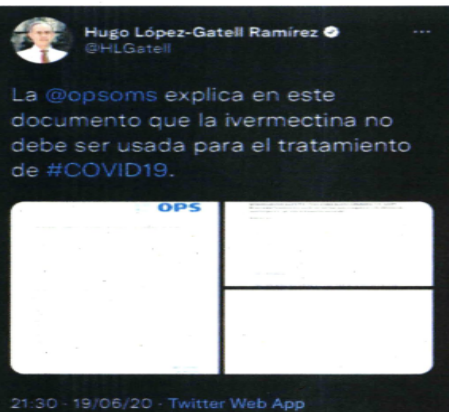 Hugo López-Gatell Ramírez
@HLGatell
La @opsoms explica en este
documento que la ivermectina no
debe ser usada para el tratamiento
de #COVID19.
OPS
21:30 - 19/06/20 - Twitter Web App